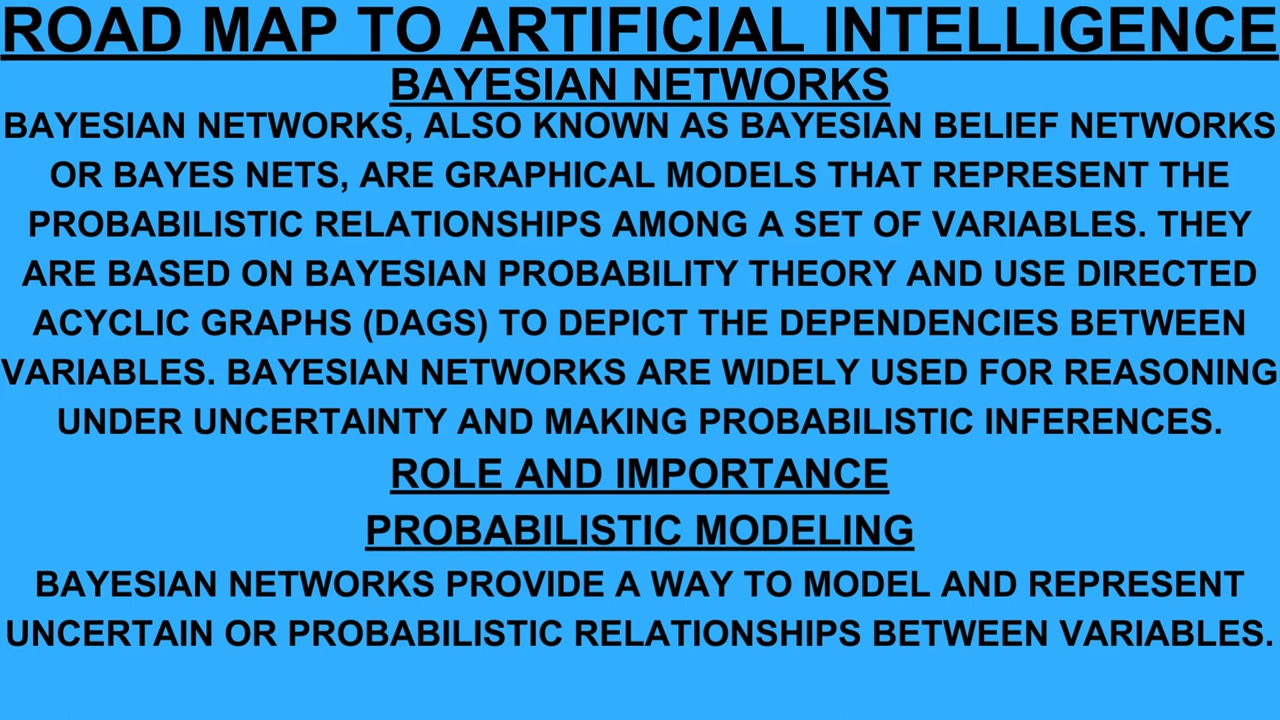 ROAD MAP TO ARTIFICIAL INTELLIGENCE
BAYESIAN NETWORKS
BAYESIAN NETWORKS, ALSO KNOWN AS BAYESIAN BELIEF NETWORKS
OR BAYES NETS, ARE GRAPHICAL MODELS THAT REPRESENT THE
PROBABILISTIC RELATIONSHIPS AMONG A SET OF VARIABLES. THEY
ARE BASED ON BAYESIAN PROBABILITY THEORY AND USE DIRECTED
ACYCLIC GRAPHS (DAGS) TO DEPICT THE DEPENDENCIES BETWEEN
VARIABLES. BAYESIAN NETWORKS ARE WIDELY USED FOR REASONING
UNDER UNCERTAINTY AND MAKING PROBABILISTIC INFERENCES.
ROLE AND IMPORTANCE
PROBABILISTIC MODELING
BAYESIAN NETWORKS PROVIDE A WAY TO MODEL AND REPRESENT
UNCERTAIN OR PROBABILISTIC RELATIONSHIPS BETWEEN VARIABLES.